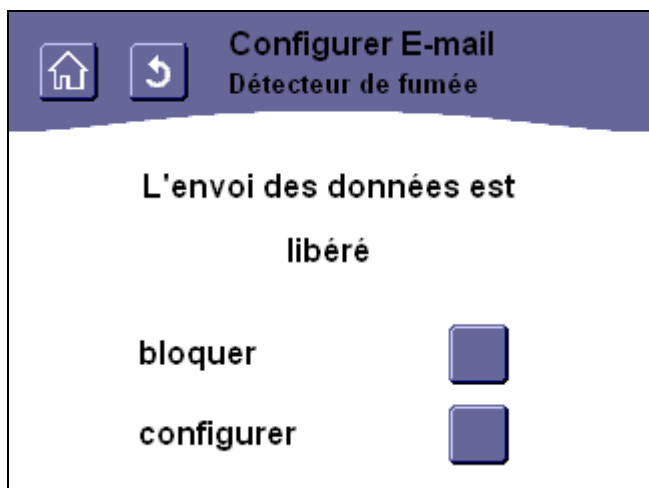 Configurer E-mail
Détecteur de fumée
L'envoi des données est
libéré
bloquer
configurer